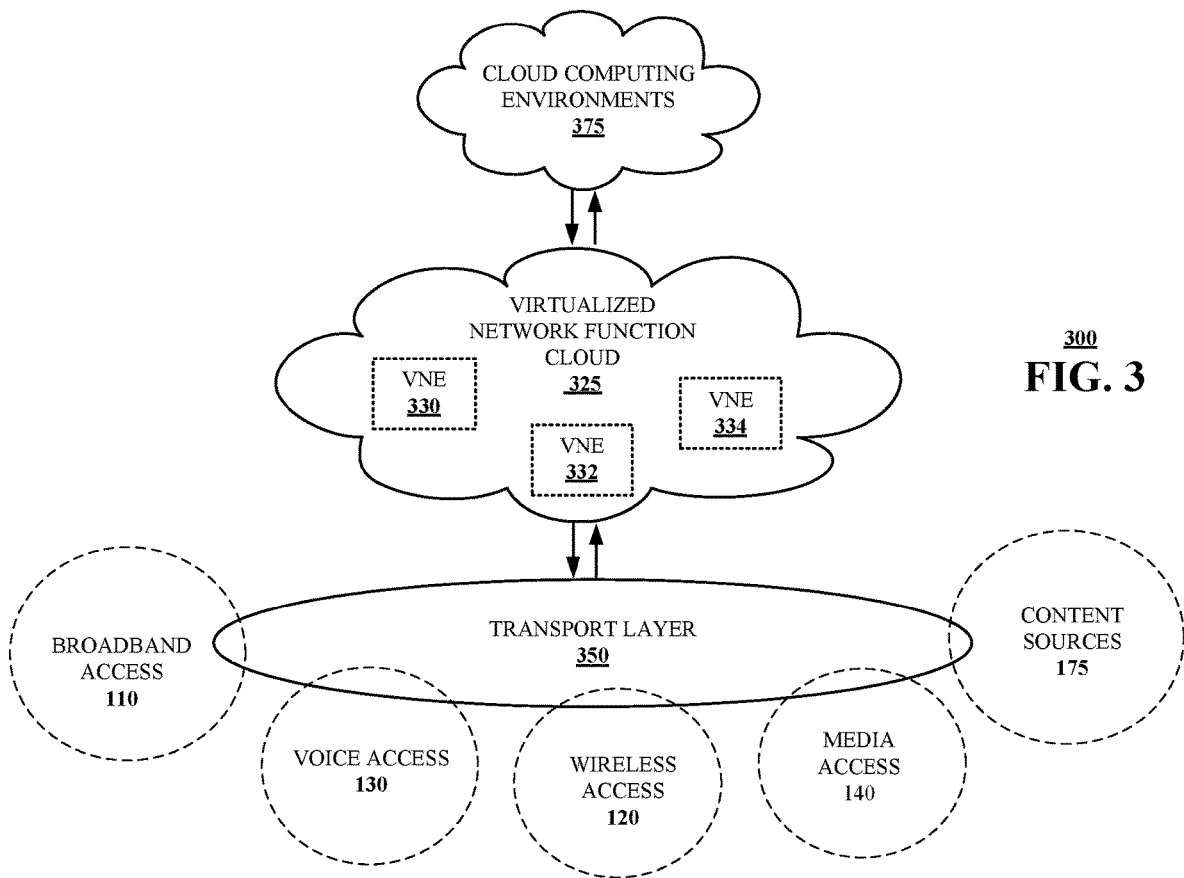 CLOUD COMPUTING
ENVIRONMENTS
375
VIRTUALIZED
NETWORK FUNCTION
CLOUD
325
VNE
330
VNE
332
VNE
334
300
FIG. 3
TRANSPORT LAYER
350
BROADBAND
ACCESS
110
VOICE ACCESS
130
WIRELESS
ACCESS
120
MEDIA
ACCESS
140
CONTENT
SOURCES
175